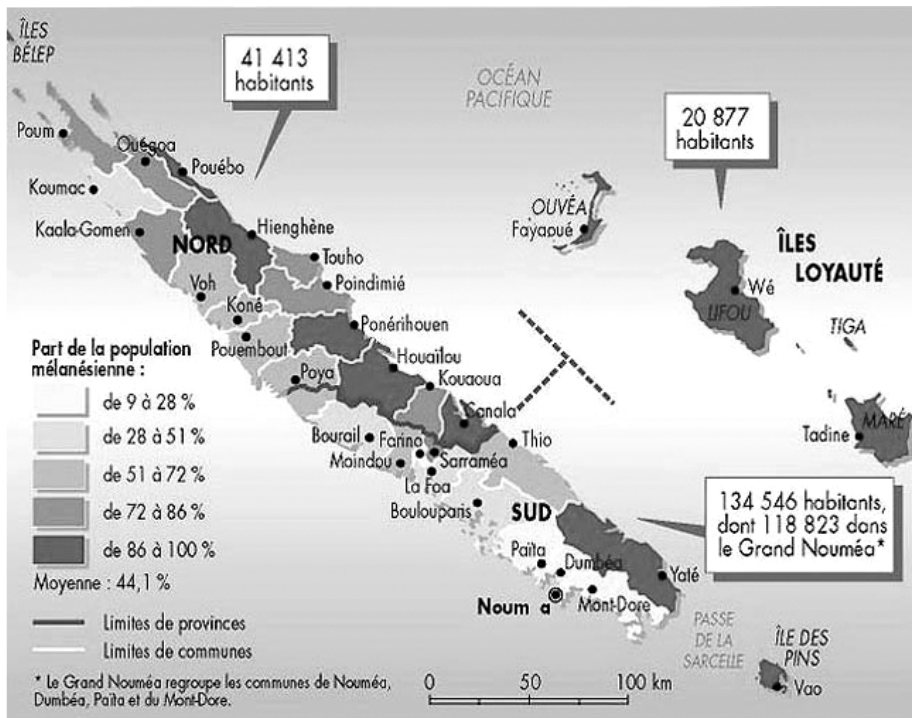 ÎLES
BÉLEP
41 413
habitants
OCÉAN
PACIFIQUE
20 877
habitants
Poum
Ouégoa
Pouébo
Koumac
Kaala-Gomen
NORD
Hienghène
Touho
OUVÉA
Fayapué
ÎLES
LOYAUTÉ
Wé
LIFOU
TIGA
Voh
Poindimié
Koné
Ponérihouen
Pouembout
Houaïlou
Poya
Kouaoua
Canala
MARÉ
Tadine
Bourail
Farino
Thio
Moindou
Sarraméa
La Foa
Boulouparis
SUD
134 546 habitants,
dont 118 823 dans
le Grand Nouméa*
Païta
Dumbéa
Yaté
Noum a
Mont-Dore
PASSE
DE LA
SARCELLE
ÎLE DES
PINS
Vao
Part de la population
mélanésienne :
de 9 à 28 %
de 28 à 51 %
de 51 à 72 %
de 72 à 86 %
de 86 à 100 %
Moyenne : 44,1 %
Limites de provinces
Limites de communes
* Le Grand Nouméa regroupe les communes de Nouméa,
Dumbéa, Païta et du Mont-Dore.
0 50 100 km